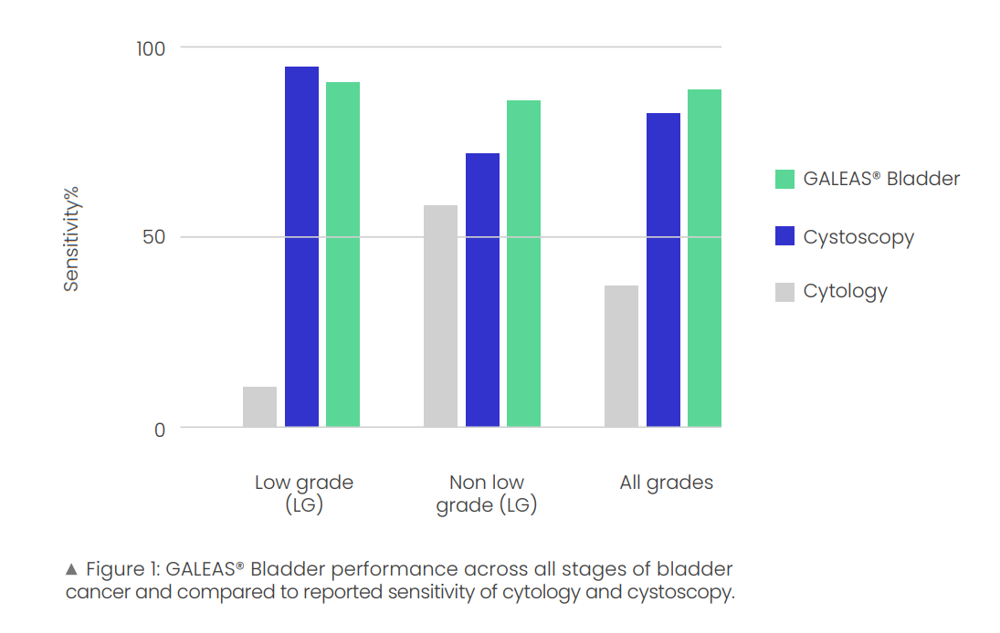 100
50
0
Sensitivity%
Low grade
(LG)
Non low
grade (LG)
All grades
GALEAS® Bladder
Cystoscopy
Cytology
▲ Figure 1: GALEAS® Bladder performance across all stages of bladder
cancer and compared to reported sensitivity of cytology and cystoscopy.